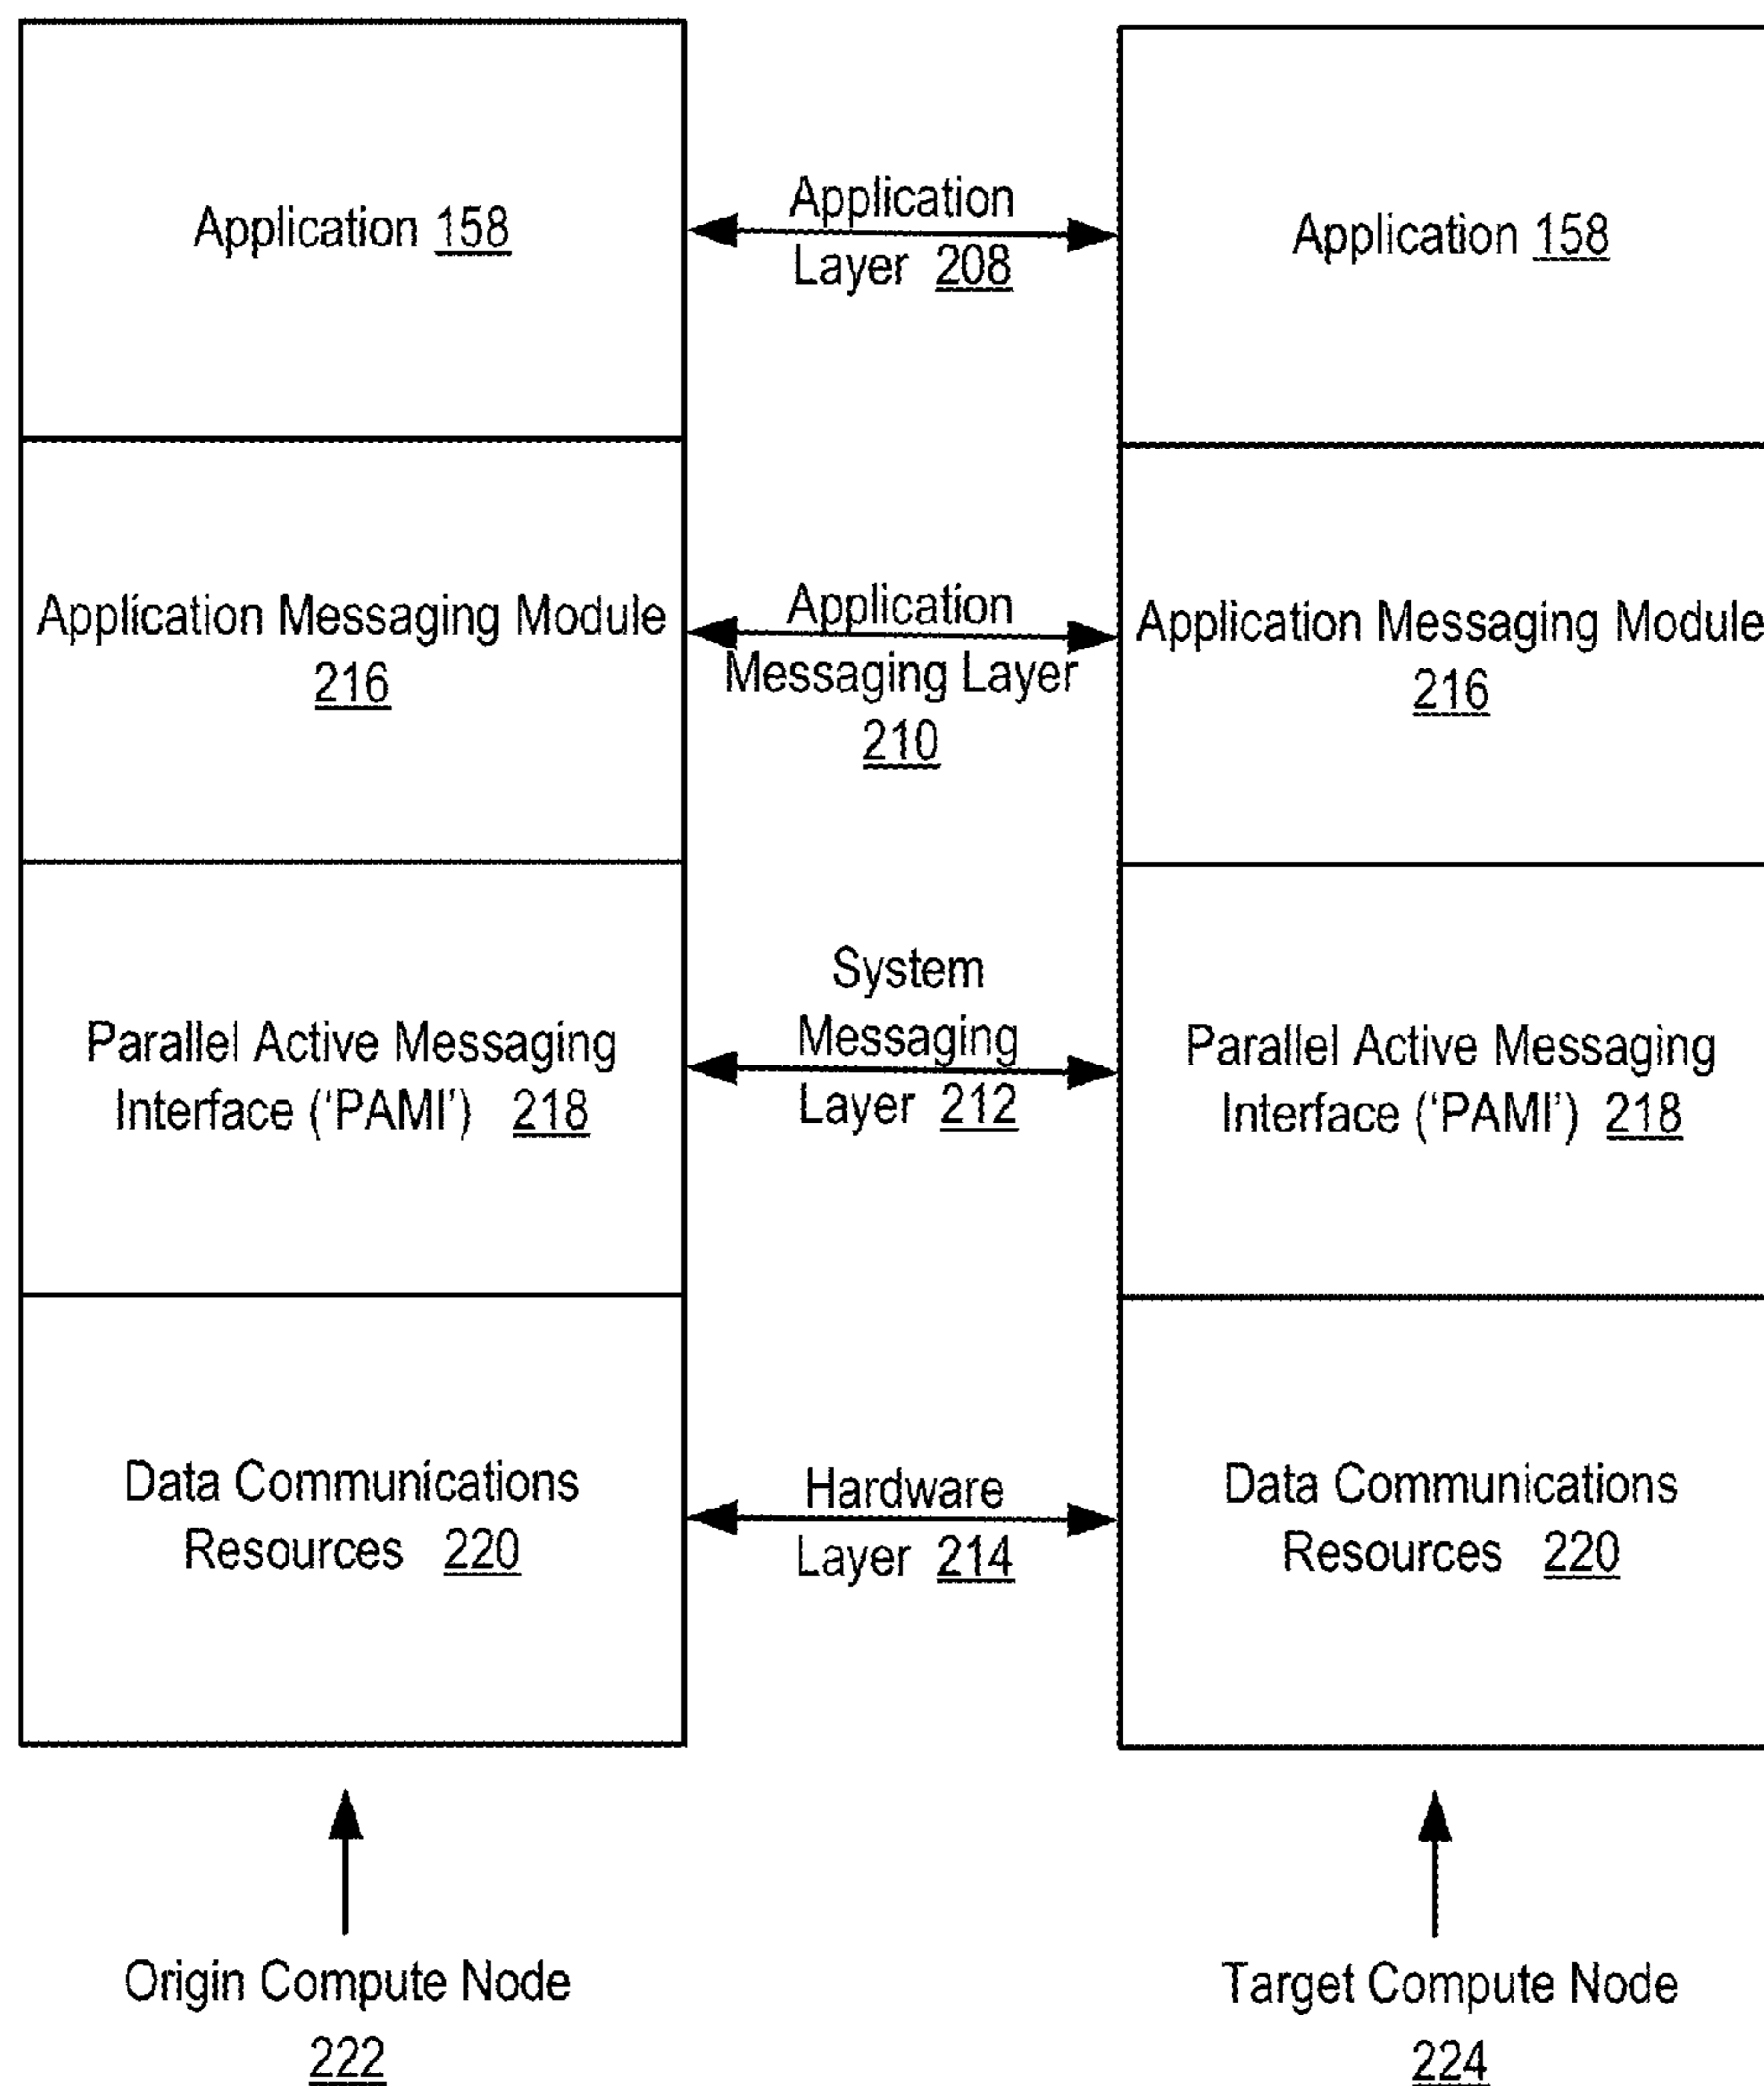 Application 158
Application
Layer 208
Application 158
Application Messaging Module
216
Application
Messaging Layer
210
Application Messaging Module
216
Parallel Active Messaging
Interface (‘PAMI’) 218
System
Messaging
Layer 212
Parallel Active Messaging
Interface (‘PAMI’) 218
Data Communications
Resources 220
Hardware
Layer 214
Data Communications
Resources 220
Origin Compute Node
222
Target Compute Node
224